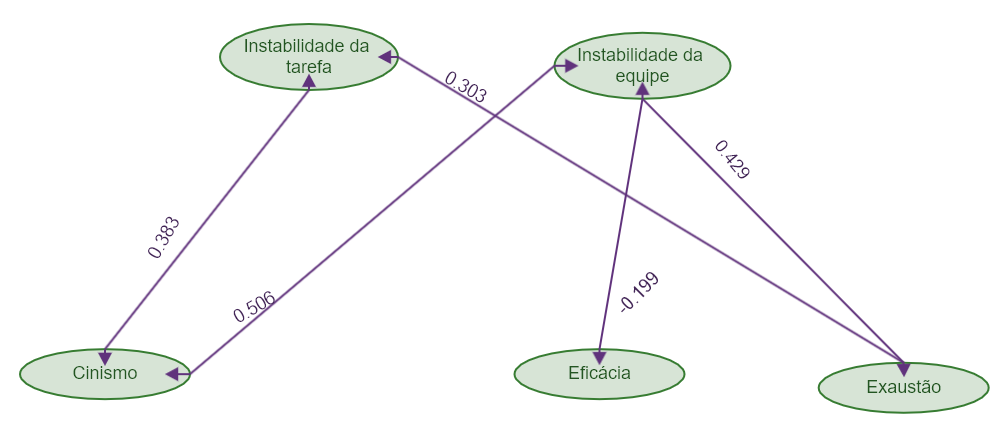 Instabilidade da
tarefa
Instabilidade da
equipe
0.303
0.429
0.383
0.506
-0.199
Cinismo
Eficácia
Exaustão